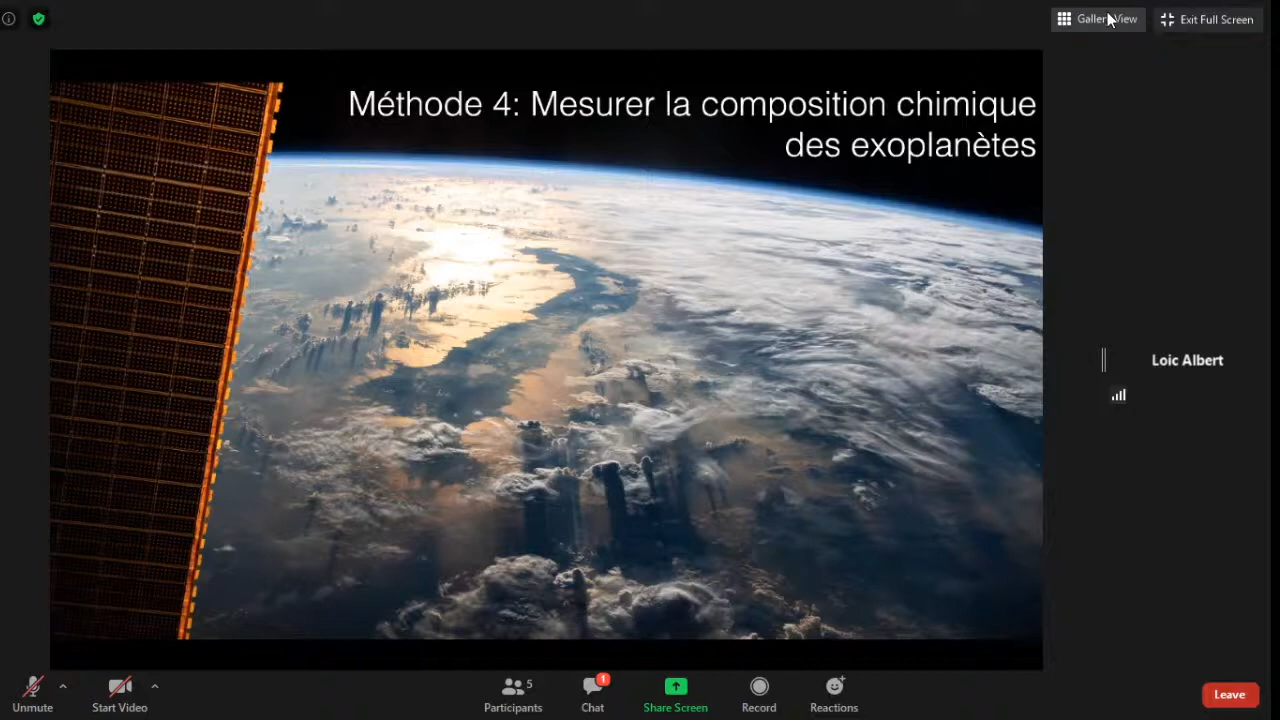 Gallery View
Exit Full Screen
Méthode 4: Mesurer la composition chimique
des exoplanètes
Loic Albert
5
1
Unmute
Start Video
Participants
Chat
Share Screen
Record
Reactions
Leave